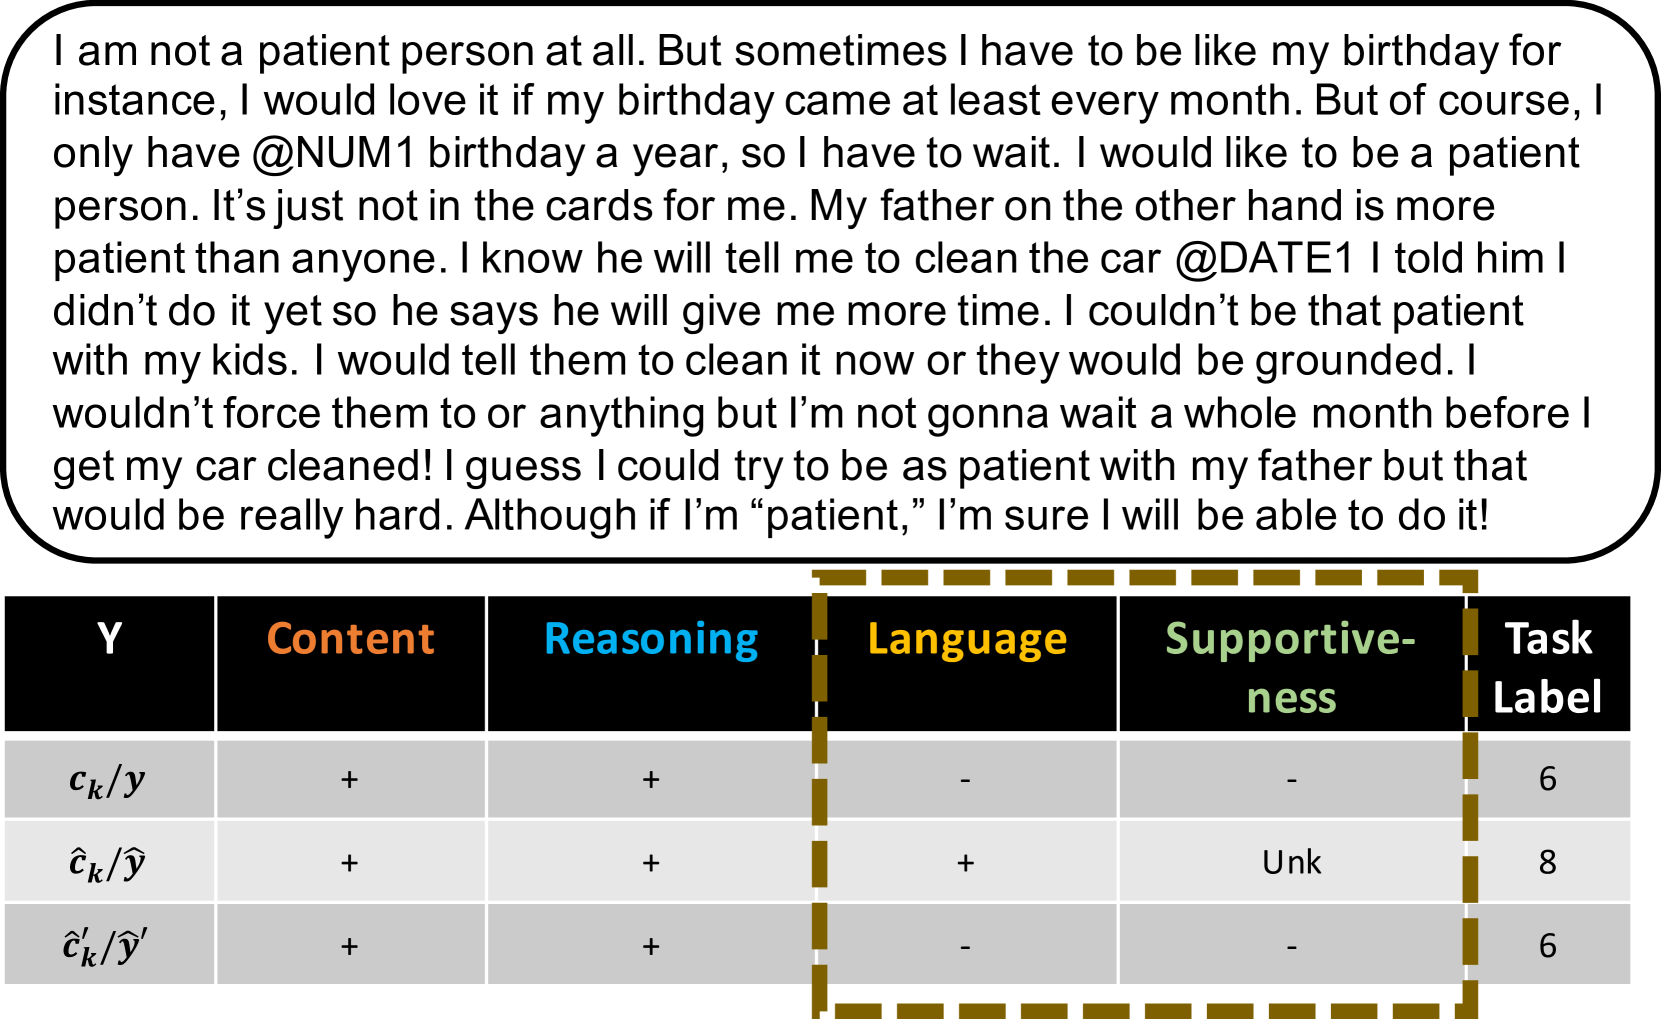 I am not a patient person at all. But sometimes I have to be like my birthday for
instance, I would love it if my birthday came at least every month. But of course, I
only have @NUM1 birthday a year, so I have to wait. I would like to be a patient
person. It’s just not in the cards for me. My father on the other hand is more
patient than anyone. I know he will tell me to clean the car @DATE1 I told him I
didn’t do it yet so he says he will give me more time. I couldn’t be that patient
with my kids. I would tell them to clean it now or they would be grounded. I
wouldn’t force them to or anything but I’m not gonna wait a whole month before I
get my car cleaned! I guess I could try to be as patient with my father but that
would be really hard. Although if I’m “patient,” I’m sure I will be able to do it!
Y Content Reasoning Language Supportive-
ness Task
Label
c_k/y + + - - 6
ĉ_k/ŷ + + + Unk 8
ĉ′_k/ŷ′ + + - - 6